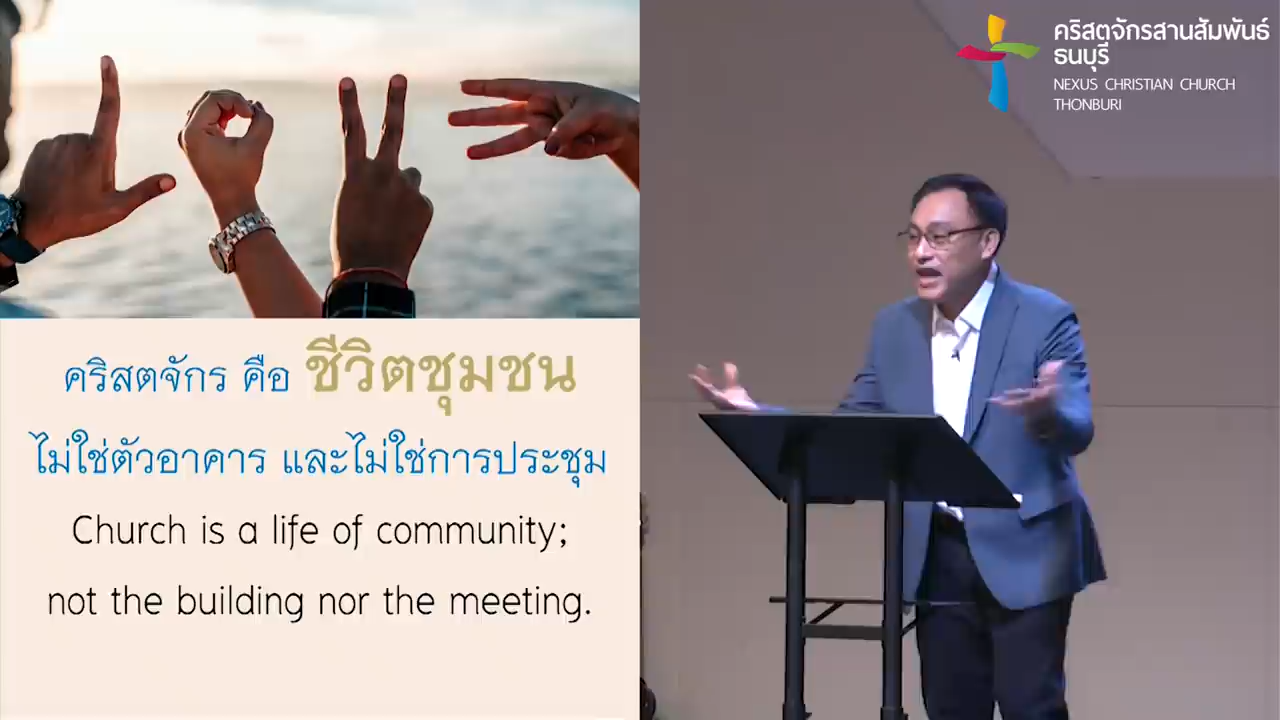 คริสตจักรสานสัมพันธ์
ธนบุรี
NEXUS CHRISTIAN CHURCH
THONBURI
คริสตจักร คือ ชีวิตชุมชน
ไม่ใช่ตัวอาคาร และไม่ใช่การประชุม
Church is a life of community;
not the building nor the meeting.